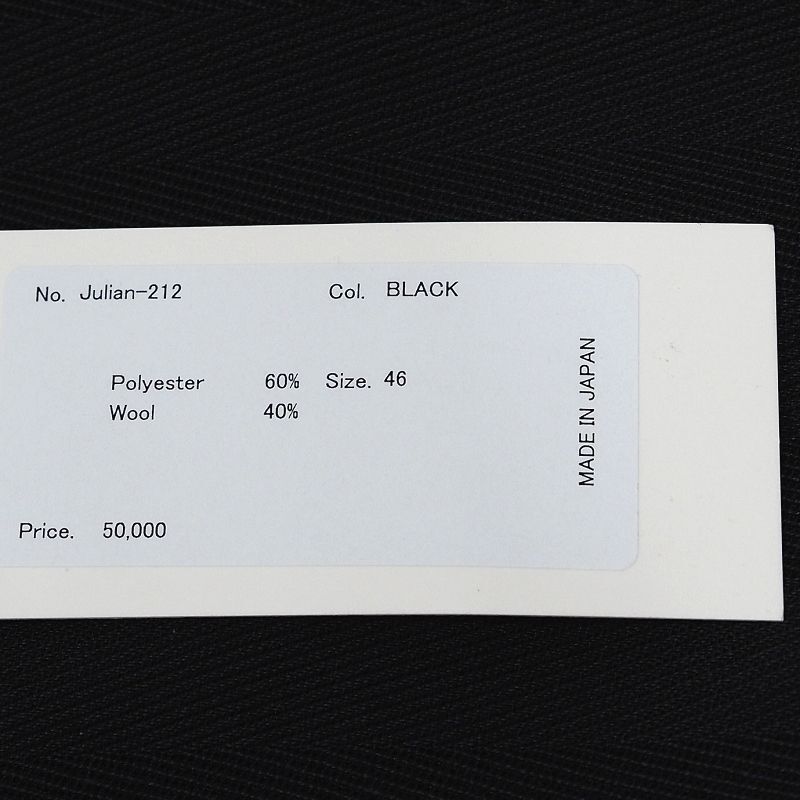 No. Julian-212 Col. BLACK
Polyester 60% Size. 46
Wool 40%
Price. 50,000
MADE IN JAPAN